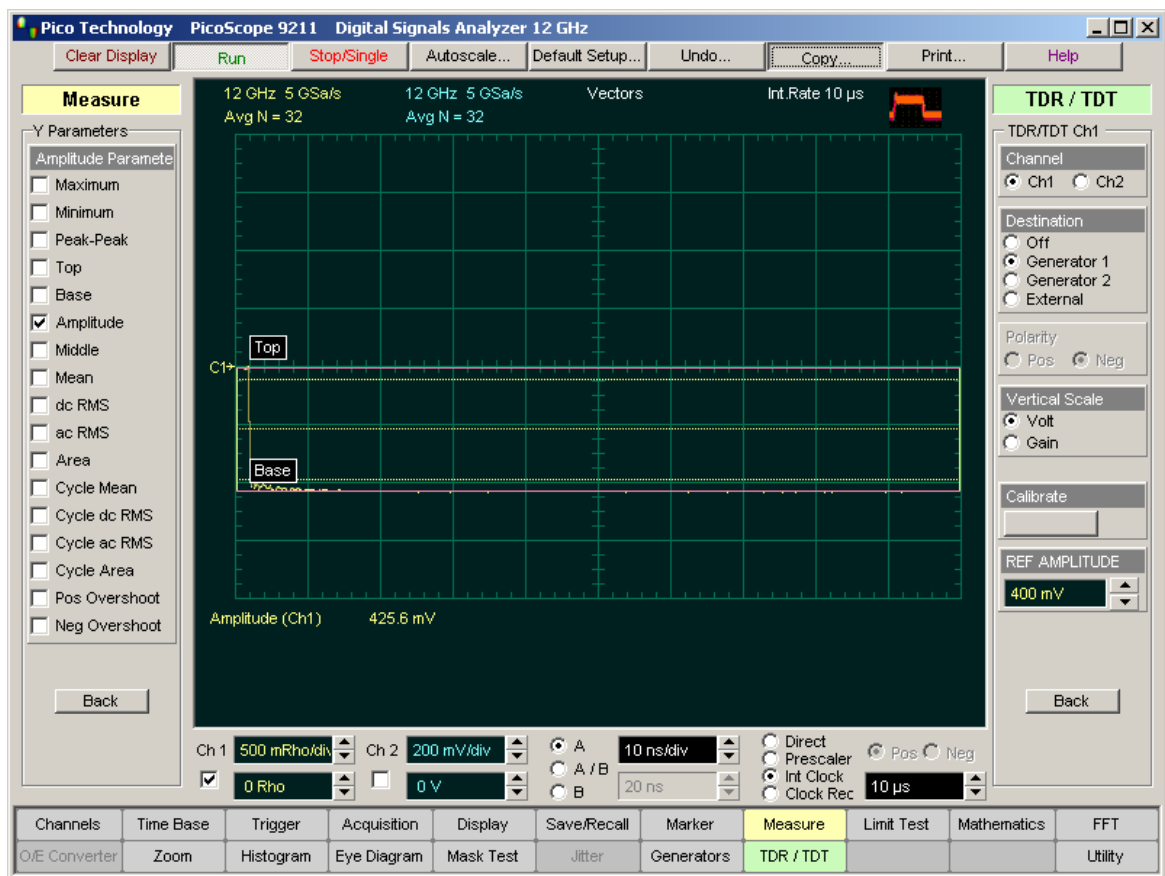 Pico Technology PicoScope 9211 Digital Signals Analyzer 12 GHz
Clear Display Run Stop/Single Autoscale... Default Setup... Undo... Copy... Print... Help
Measure
Y Parameters
Amplitude Paramete
Maximum
Minimum
Peak-Peak
Top
Base
Amplitude
Middle
Mean
dc RMS
ac RMS
Area
Cycle Mean
Cycle dc RMS
Cycle ac RMS
Cycle Area
Pos Overshoot
Neg Overshoot
Back
12 GHz 5 GSa/s 12 GHz 5 GSa/s Vectors Int.Rate 10 µs
Avg N = 32 Avg N = 32
Top
C1
Base
Amplitude (Ch1) 425.6 mV
TDR / TDT
TDR/TDT Ch1
Channel
Ch1 Ch2
Destination
Off
Generator 1
Generator 2
External
Polarity
Pos Neg
Vertical Scale
Volt
Gain
Calibrate
REF AMPLITUDE
400 mV
Back
Ch 1 500 mRho/div Ch 2 200 mV/div A 10 ns/div Direct Pos Neg
A / B Prescaler
0 Rho 0 V B 20 ns Int Clock 10 µs
Clock Rec
Channels Time Base Trigger Acquisition Display Save/Recall Marker Measure Limit Test Mathematics FFT
O/E Converter Zoom Histogram Eye Diagram Mask Test Jitter Generators TDR / TDT Utility